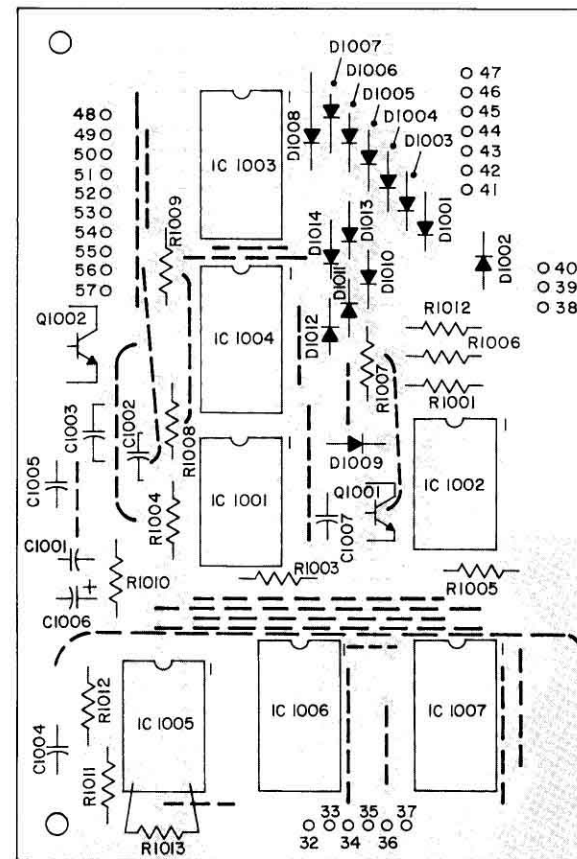 D1007
D1006
D1005
D1004
D1003
D1008
D1001
D1002
47
46
45
44
43
42
41
48
49
50
51
52
53
54
55
56
57
IC 1003
R1009
D1014
D1013
D1011
D1010
D1012
40
39
38
Q1002
IC 1004
R1012
R1006
R1007
R1001
C1003
C1002
R1008
D1009
C1005
R1004
IC 1001
Q1001
IC 1002
C1007
C1001
R1010
R1003
R1005
C1006
+
R1012
IC 1005
IC 1006
IC 1007
C1004
R1011
R1013
33
35
37
32
34
36